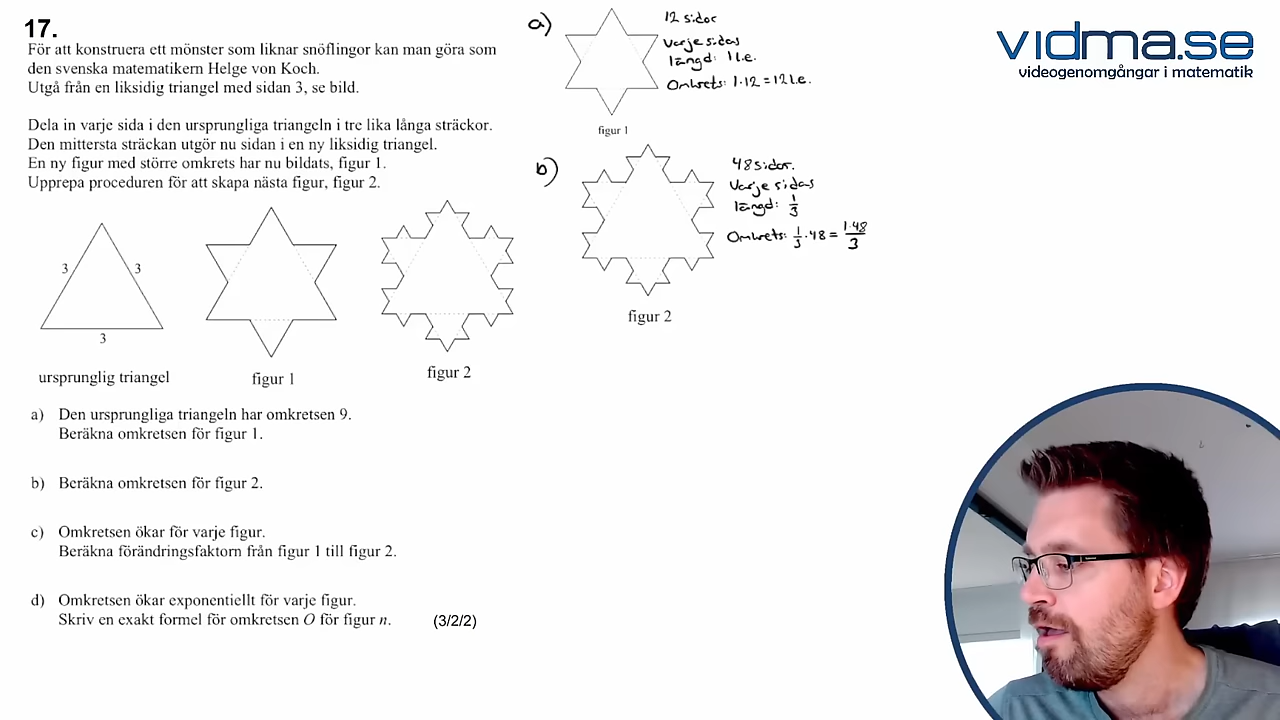 17.
För att konstruera ett mönster som liknar snöflingor kan man göra som
den svenska matematikern Helge von Koch.
Utgå från en liksidig triangel med sidan 3, se bild.
Dela in varje sida i den ursprungliga triangeln i tre lika långa sträckor.
Den mittersta sträckan utgör nu sidan i en ny liksidig triangel.
En ny figur med större omkrets har nu bildats, figur 1.
Upprepa proceduren för att skapa nästa figur, figur 2.
3 3
3
ursprunglig triangel
figur 1
figur 2
a) Den ursprungliga triangeln har omkretsen 9.
Beräkna omkretsen för figur 1.
b) Beräkna omkretsen för figur 2.
c) Omkretsen ökar för varje figur.
Beräkna förändringsfaktorn från figur 1 till figur 2.
d) Omkretsen ökar exponentiellt för varje figur.
Skriv en exakt formel för omkretsen O för figur n. (3/2/2)
a)
12 sidor
Varje sidas
längd: 1 l.e.
Omkrets: 1·12 = 12 l.e.
figur 1
b)
48 sidor.
Varje sidas
längd: 1/3
Omkrets: 1/3 · 48 = 1·48/3
figur 2
vidma.se
videogenomgångar i matematik